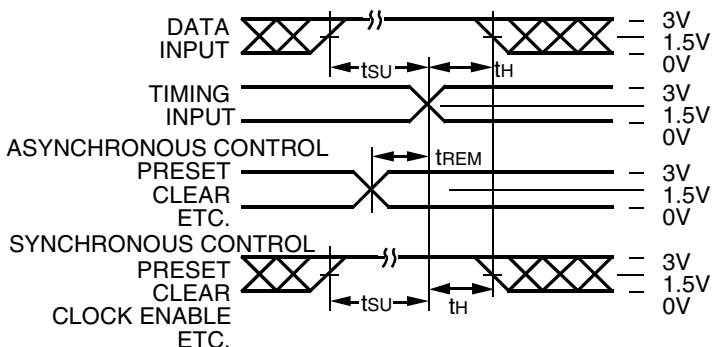 DATA
INPUT
3V
1.5V
0V
tSU
tH
TIMING
INPUT
3V
1.5V
0V
ASYNCHRONOUS CONTROL
PRESET
CLEAR
ETC.
tREM
3V
1.5V
0V
SYNCHRONOUS CONTROL
PRESET
CLEAR
CLOCK ENABLE
ETC.
tSU
tH
3V
1.5V
0V